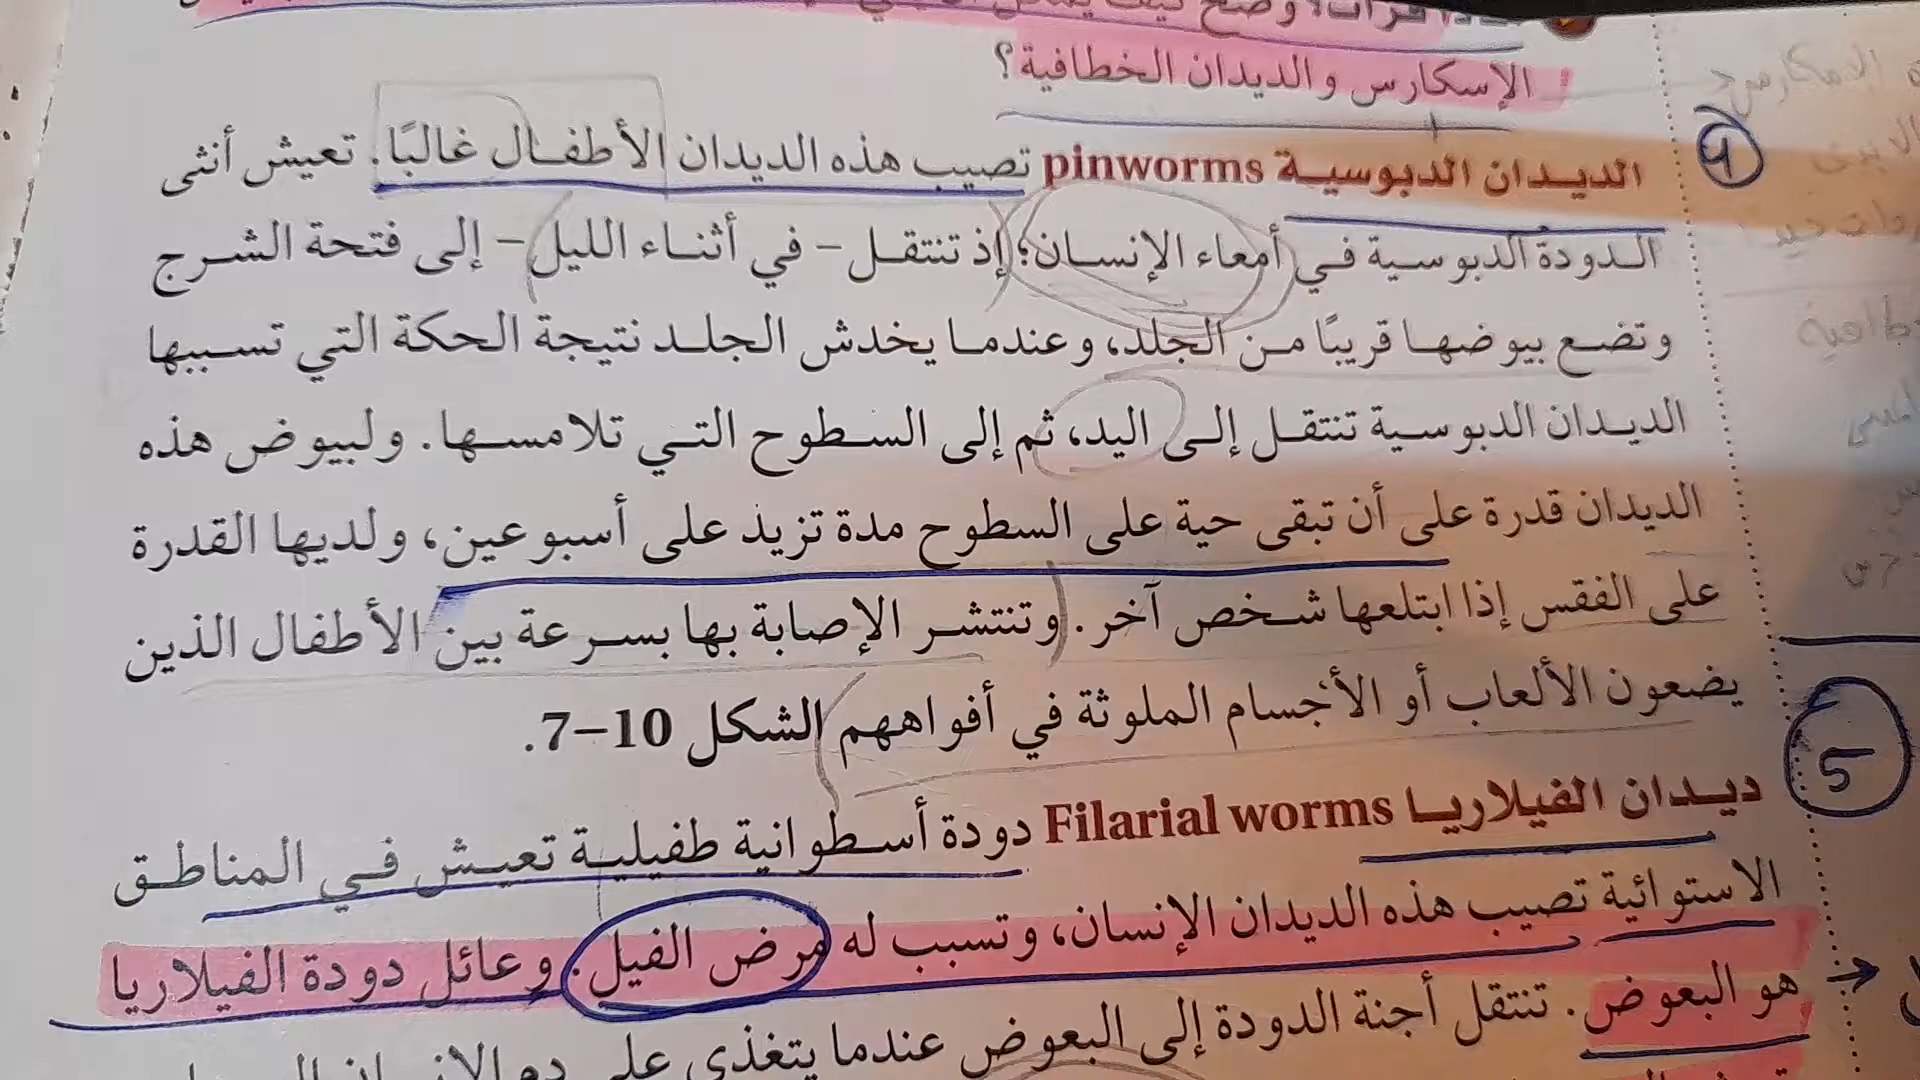 الإسكارس والديدان الخطافية؟
4
الديدان الدبوسية pinworms تصيب هذه الديدان الأطفال غالبًا. تعيش أنثى
الدودة الدبوسية في أمعاء الإنسان؛ إذ تنتقل – في أثناء الليل – إلى فتحة الشرج
وتضع بيوضها قريبًا من الجلد، وعندما يخدش الجلد نتيجة الحكة التي تسببها
الديدان الدبوسية تنتقل إلى اليد، ثم إلى السطوح التي تلامسها. ولبيوض هذه
الديدان قدرة على أن تبقى حية على السطوح مدة تزيد على أسبوعين، ولديها القدرة
على الفقس إذا ابتلعها شخص آخر. وتنتشر الإصابة بها بسرعة بين الأطفال الذين
يضعون الألعاب أو الأجسام الملوثة في أفواههم الشكل 10–7.
5
ديدان الفيلاريا Filarial worms دودة أسطوانية طفيلية تعيش في المناطق
الاستوائية تصيب هذه الديدان الإنسان، وتسبب له مرض الفيل. وعائل دودة الفيلاريا
هو البعوض. تنتقل أجنة الدودة إلى البعوض عندما يتغذى على دم الإنسان